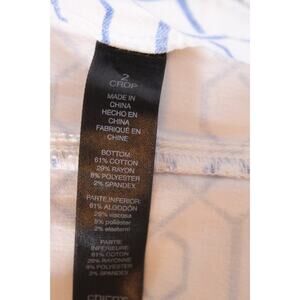 2
CROP
MADE IN
CHINA
HECHO EN
CHINA
FABRIQUÉ EN
CHINE
BOTTOM:
61% COTTON
29% RAYON
8% POLYESTER
2% SPANDEX
PARTE INFERIOR:
61% ALGODÓN
29% viscosa
8% poliéster
2% elastano
PARTIE
INFÉRIEURE:
61% COTON
29% RAYONNE
8% POLYESTER
2% SPANDEX